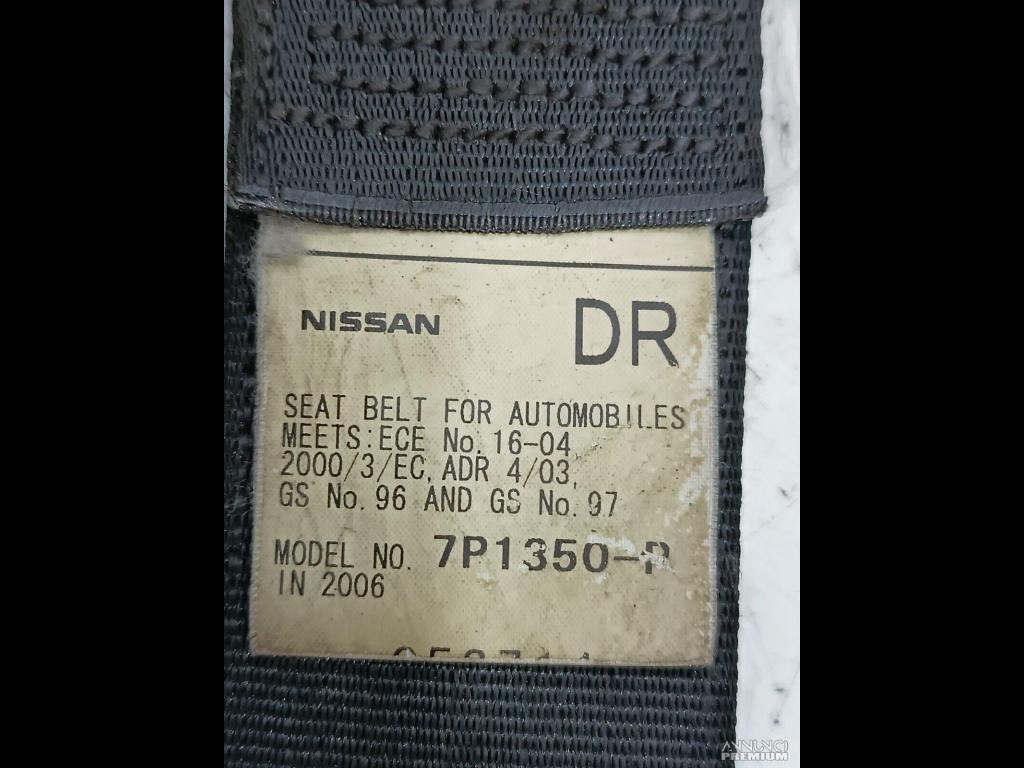 NISSAN
DR
SEAT BELT FOR AUTOMOBILES
MEETS:ECE No.16-04
2000/3/EC, ADR 4/03,
GS No.96 AND GS No.97
MODEL NO. 7P1350-R
IN 2006
ANNUNCI
PREMIUM